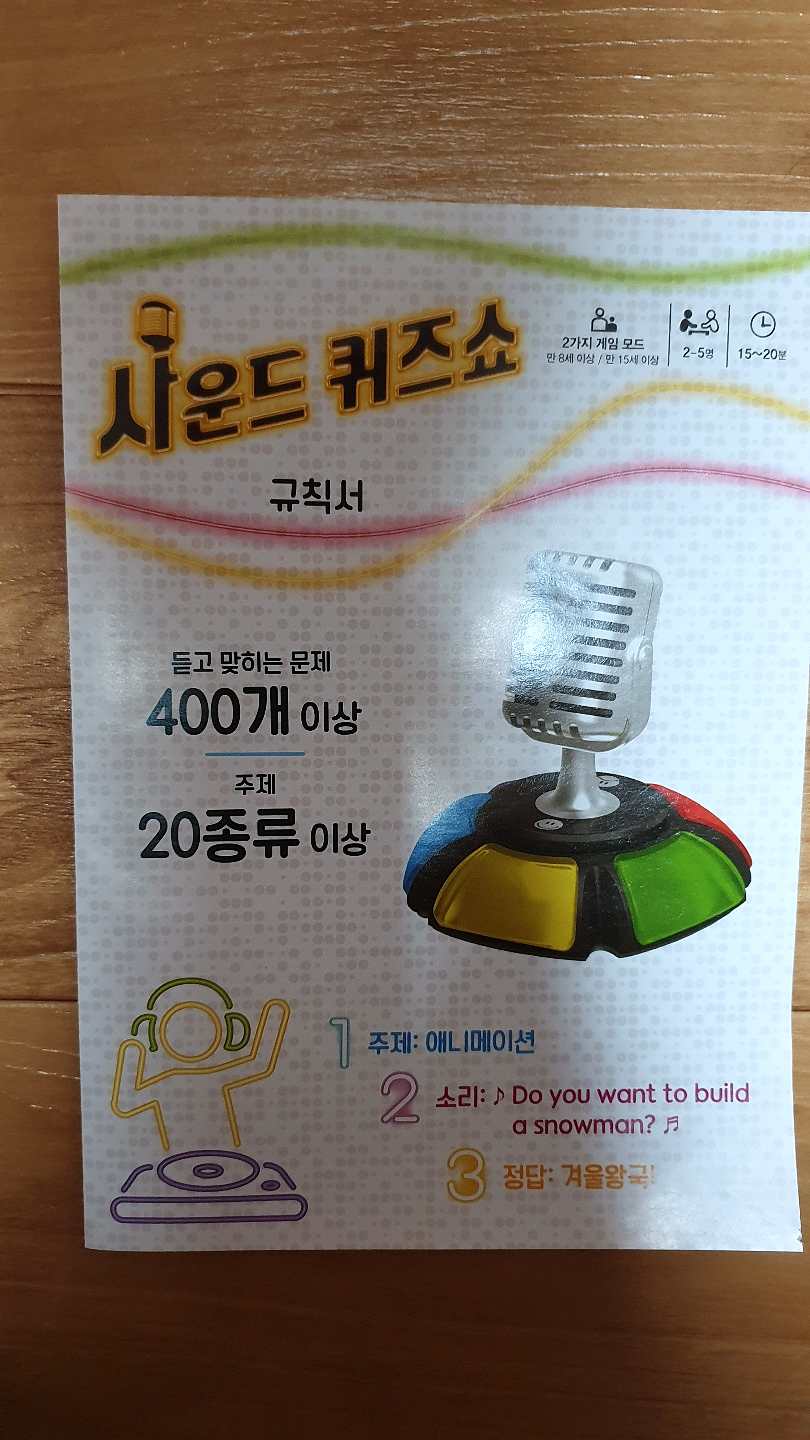 사운드 퀴즈쇼
2가지 게임 모드
만 8세 이상 / 만 15세 이상
2-5명
15~20분
규칙서
듣고 맞히는 문제
400개 이상
주제
20종류 이상
1 주제: 애니메이션
2 소리: ♪ Do you want to build
a snowman? ♬
3 정답: 겨울왕국!